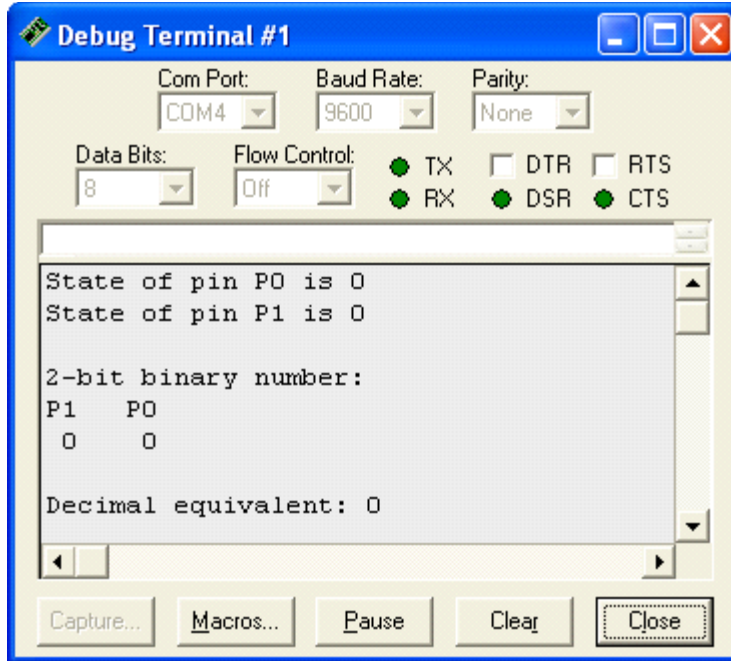 Debug Terminal #1
Com Port: Baud Rate: Parity:
COM4 9600 None
Data Bits: Flow Control: TX DTR RTS
8 Off RX DSR CTS
State of pin P0 is 0
State of pin P1 is 0
2-bit binary number:
P1 P0
0 0
Decimal equivalent: 0
Capture... Macros... Pause Clear Close